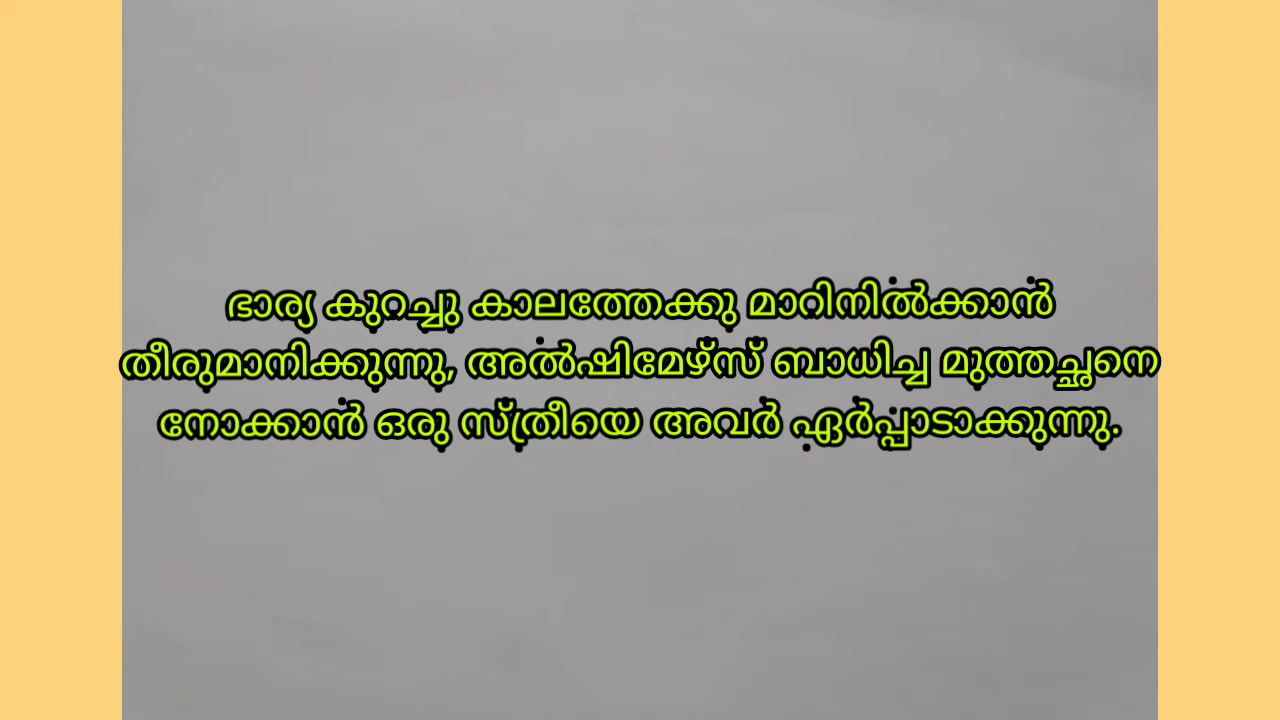 ഭാര്യ കുറച്ചു കാലത്തേക്കു മാറിനിൽക്കാൻ
തീരുമാനിക്കുന്നു, അൽഷിമേഴ്സ് ബാധിച്ച മുത്തച്ഛനെ
നോക്കാൻ ഒരു സ്ത്രീയെ അവർ ഏർപ്പാടാക്കുന്നു.